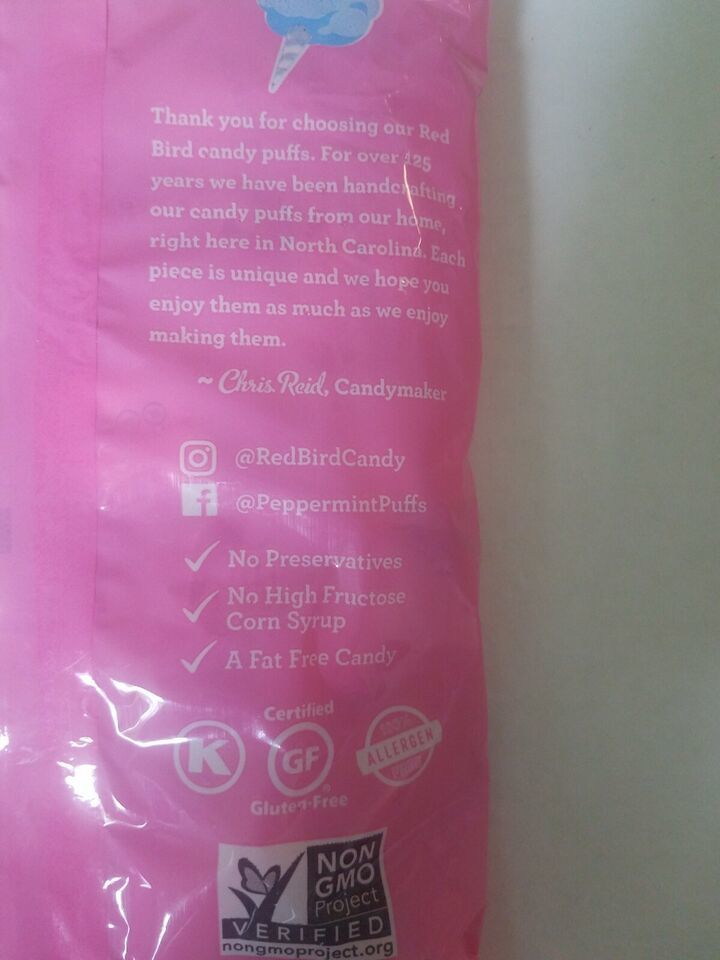 Thank you for choosing our Red
Bird candy puffs. For over 125
years we have been handcrafting
our candy puffs from our home,
right here in North Carolina. Each
piece is unique and we hope you
enjoy them as much as we enjoy
making them.
~ Chris Reid, Candymaker
@RedBirdCandy
@PeppermintPuffs
No Preservatives
No High Fructose
Corn Syrup
A Fat Free Candy
K
Certified
GF
®
Gluten-Free
100%
ALLERGEN
NON
GMO
Project
VERIFIED
nongmoproject.org